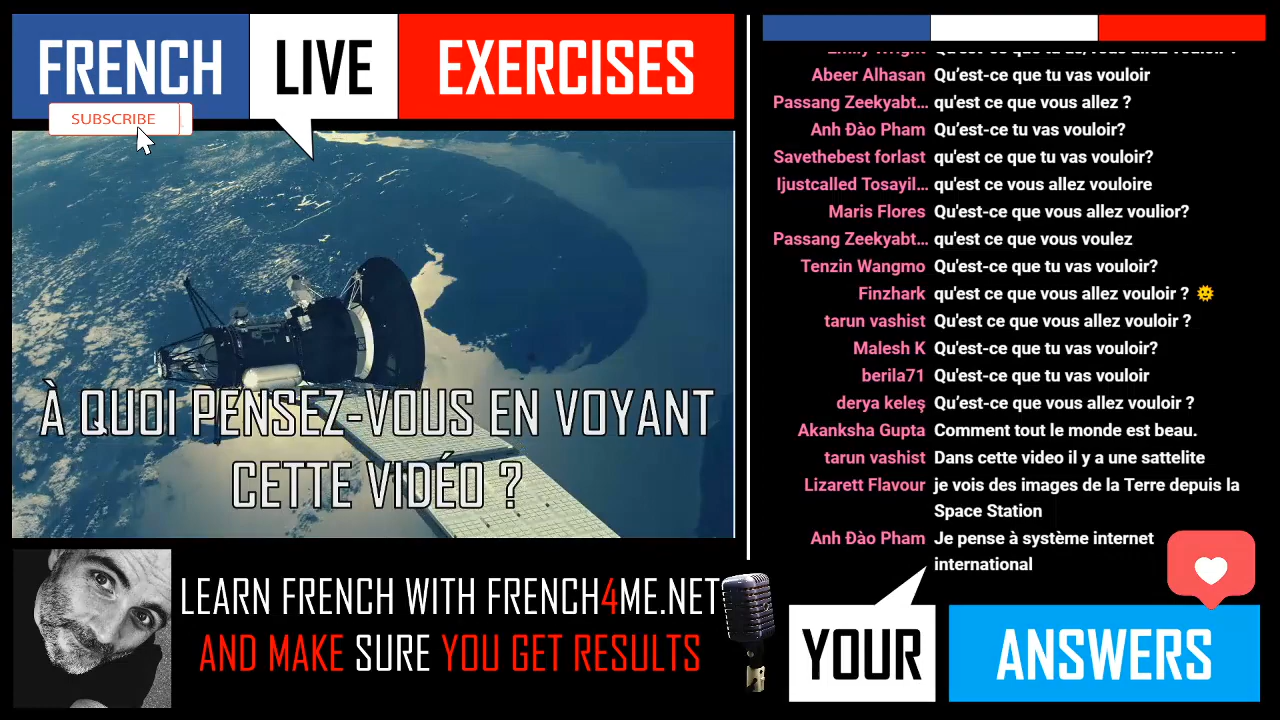 FRENCH LIVE EXERCISES
SUBSCRIBE
À QUOI PENSEZ-VOUS EN VOYANT
CETTE VIDÉO ?
LEARN FRENCH WITH FRENCH4ME.NET
AND MAKE SURE YOU GET RESULTS
Abeer Alhasan Qu’est-ce que tu vas vouloir
Passang Zeekyabt... qu'est ce que vous allez ?
Anh Đào Pham Qu’est-ce tu vas vouloir?
Savethebest forlast qu'est ce que tu vas vouloir?
Ijustcalled Tosayil... qu'est ce vous allez vouloire
Maris Flores Qu'est-ce que vous allez voulior?
Passang Zeekyabt... qu'est ce que vous voulez
Tenzin Wangmo Qu'est-ce que tu vas vouloir?
Finzhark qu'est ce que vous allez vouloir ? 🌞
tarun vashist Qu'est ce que vous allez vouloir ?
Malesh K Qu'est-ce que tu vas vouloir?
berila71 Qu'est-ce que tu vas vouloir
derya keleş Qu’est-ce que vous allez vouloir ?
Akanksha Gupta Comment tout le monde est beau.
tarun vashist Dans cette video il y a une sattelite
Lizarett Flavour je vois des images de la Terre depuis la
Space Station
Anh Đào Pham Je pense à système internet
international
YOUR ANSWERS